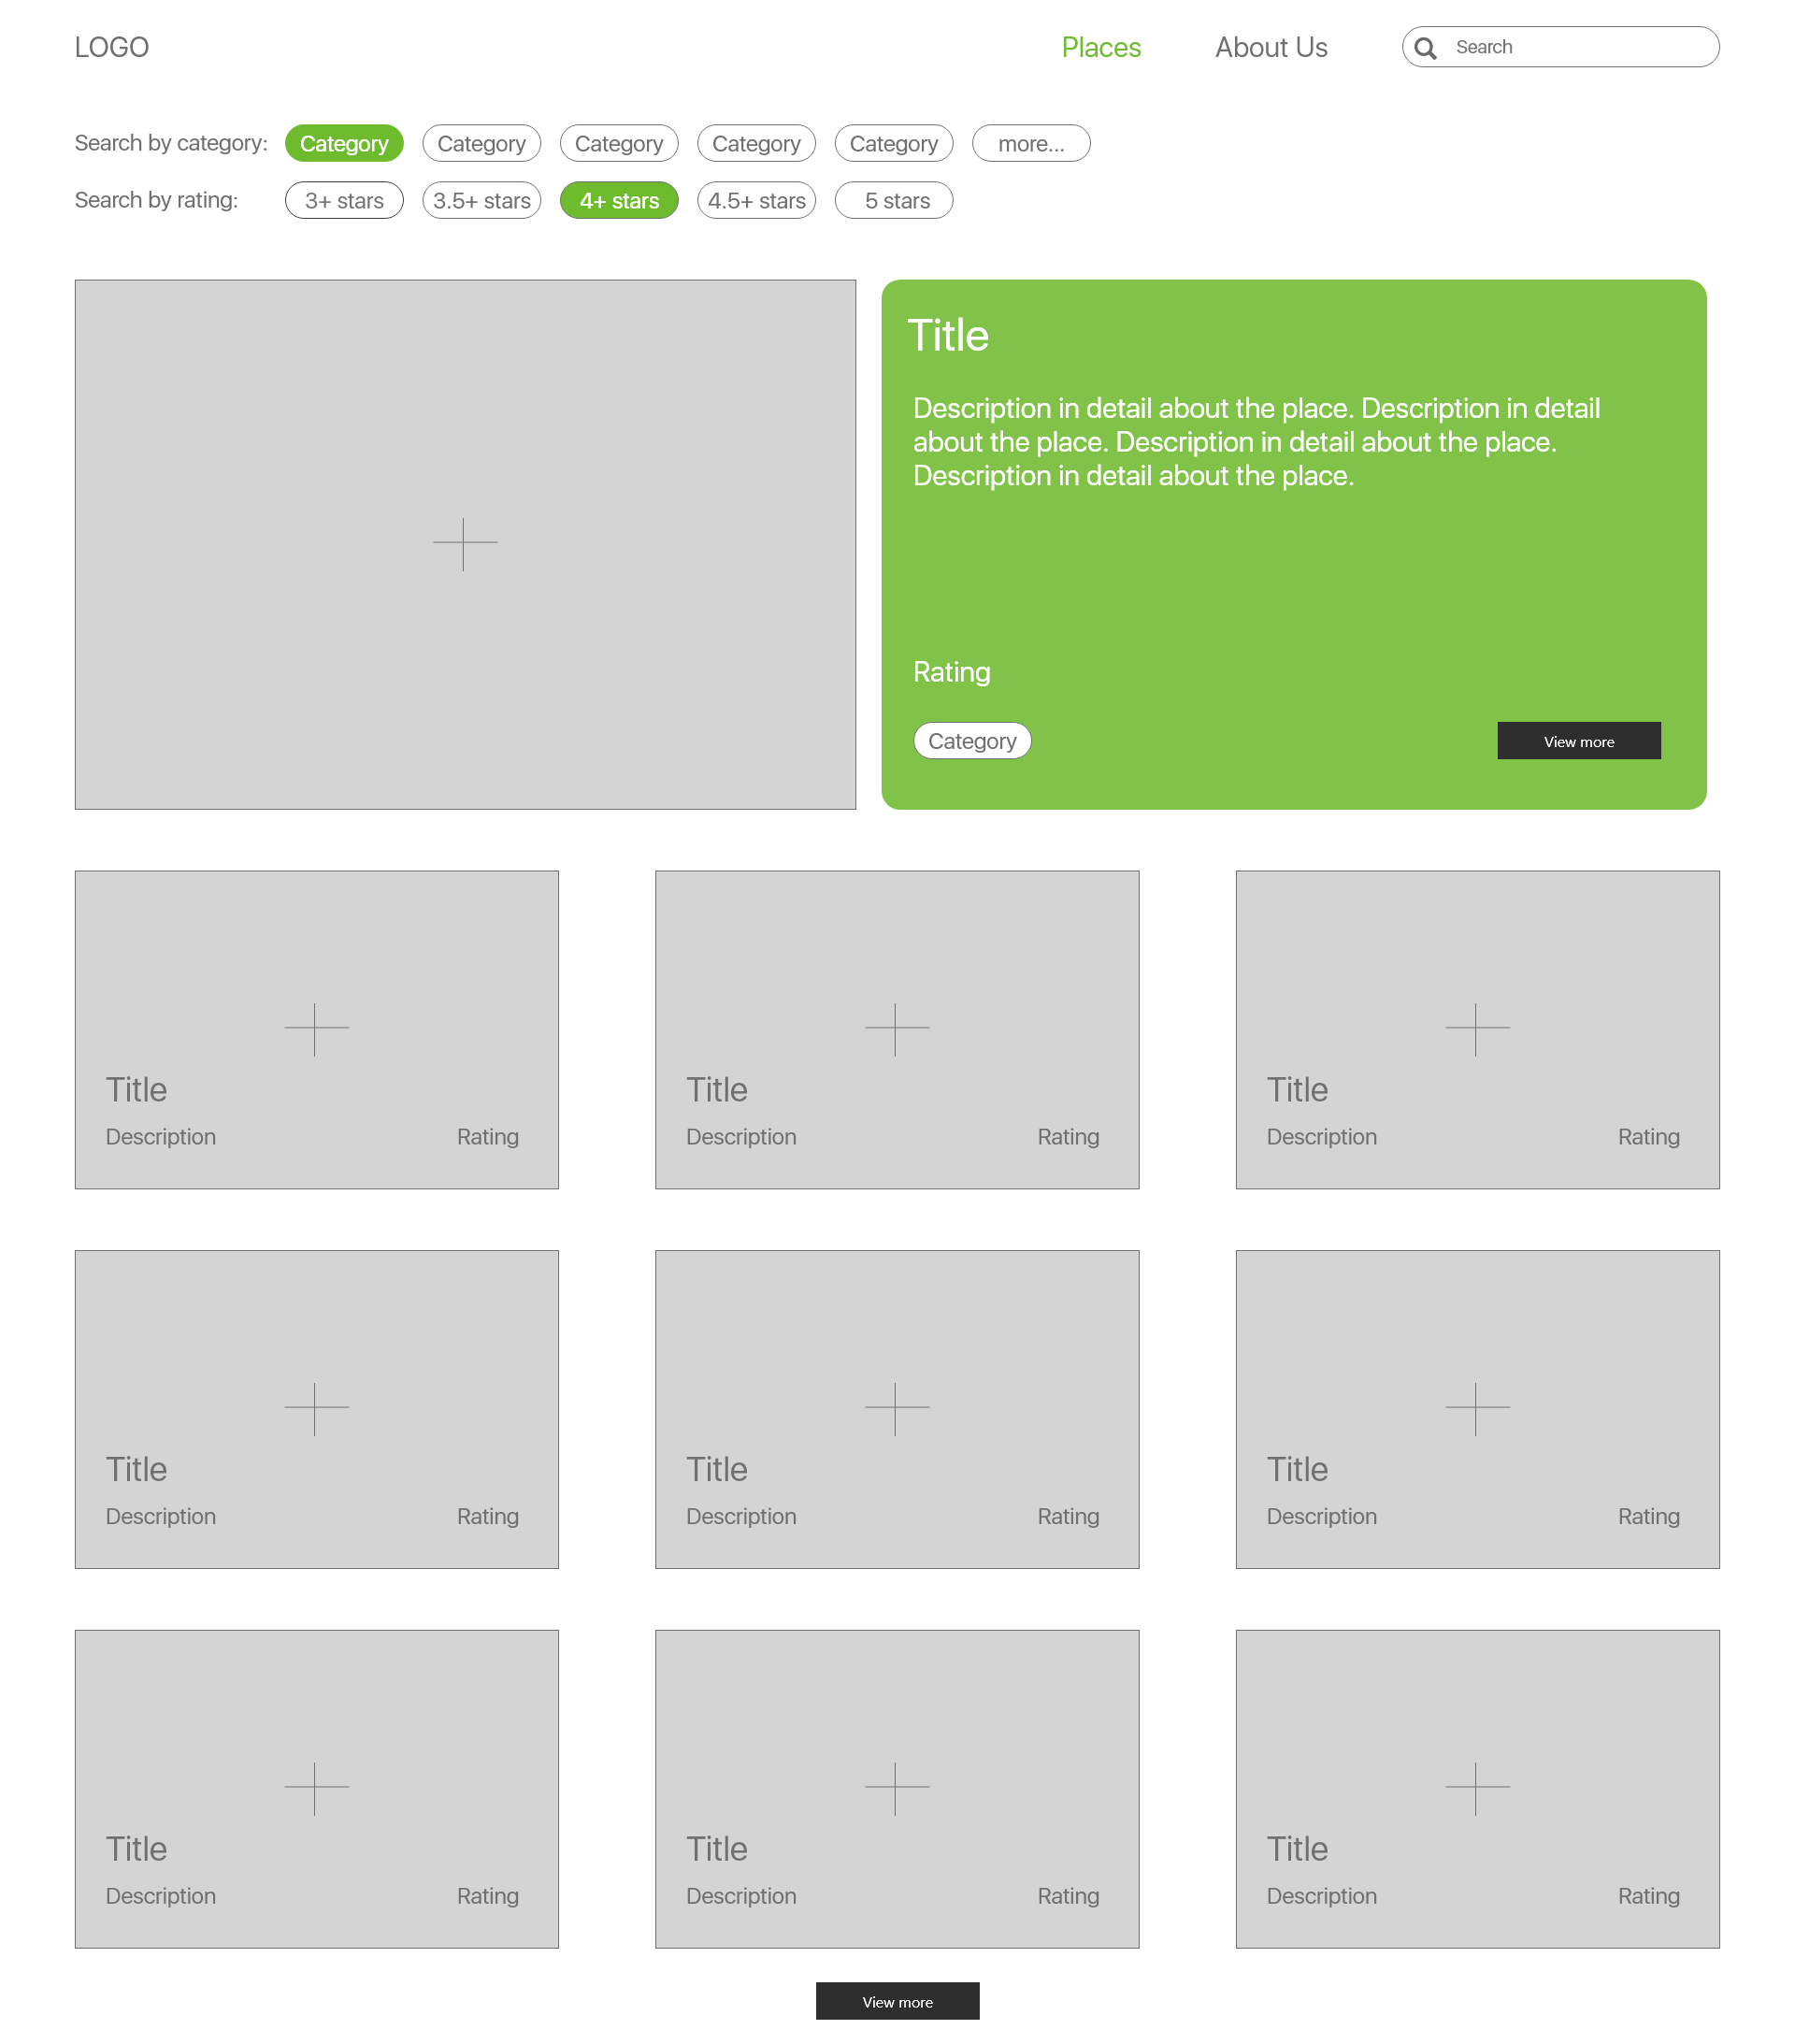 LOGO Places About Us Search
Search by category: Category Category Category Category Category more...
Search by rating: 3+ stars 3.5+ stars 4+ stars 4.5+ stars 5 stars
Title
Description in detail about the place. Description in detail
about the place. Description in detail about the place.
Description in detail about the place.
Rating
Category View more
Title Title Title
Description Rating Description Rating Description Rating
Title Title Title
Description Rating Description Rating Description Rating
Title Title Title
Description Rating Description Rating Description Rating
View more